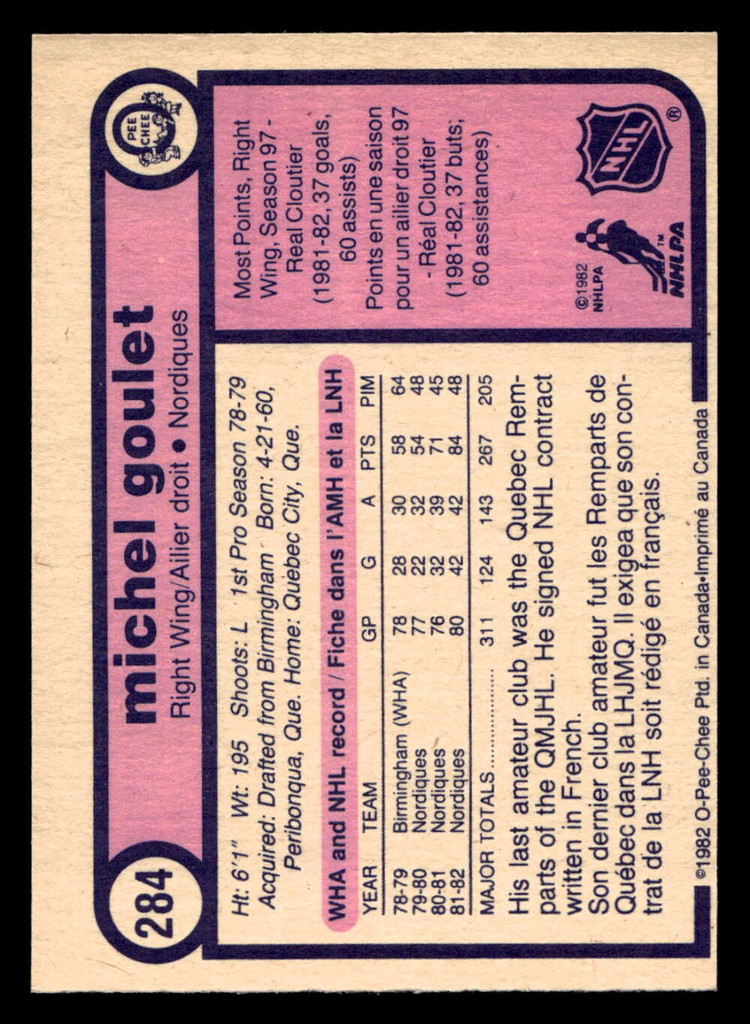 284
michel goulet
Right Wing/Ailier droit • Nordiques
O
PEE
CHEE
Ht: 6'1" Wt: 195 Shoots: L 1st Pro Season 78-79
Acquired: Drafted from Birmingham Born: 4-21-60,
Peribonqua, Que. Home: Quebec City, Que.
WHA and NHL record / Fiche dans l'AMH et la LNH
YEAR TEAM GP G A PTS PIM
78-79 Birmingham (WHA) 78 28 30 58 64
79-80 Nordiques 77 22 32 54 48
80-81 Nordiques 76 32 39 71 45
81-82 Nordiques 80 42 42 84 48
MAJOR TOTALS.................. 311 124 143 267 205
His last amateur club was the Quebec Rem-
parts of the QMJHL. He signed NHL contract
written in French.
Son dernier club amateur fut les Remparts de
Québec dans la LHJMQ. Il exigea que son con-
trat de la LNH soit rédigé en français.
Most Points, Right
Wing, Season 97 -
Real Cloutier
(1981-82, 37 goals,
60 assists)
Points en une saison
pour un ailier droit 97
- Réal Cloutier
(1981-82, 37 buts;
60 assistances)
©1982
NHLPA
NHLPA™
NHL®
©1982 O-Pee-Chee Ptd. in Canada•Imprimé au Canada